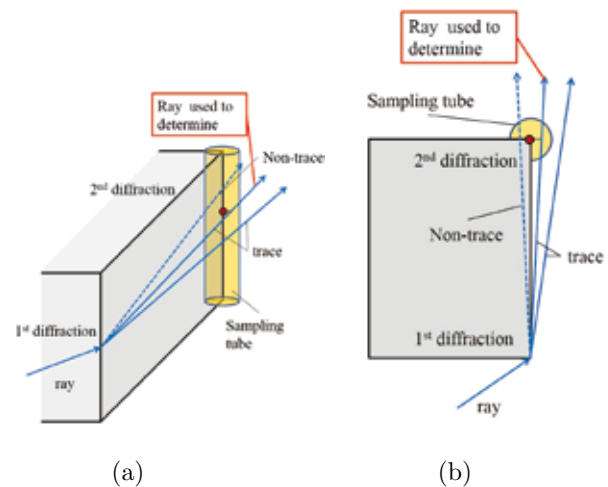 Ray used to
determine
Non-trace
2nd diffraction
trace
1st diffraction
Sampling
tube
ray
(a)
Ray used to
determine
Sampling tube
2nd diffraction
Non-trace
trace
1st diffraction
ray
(b)